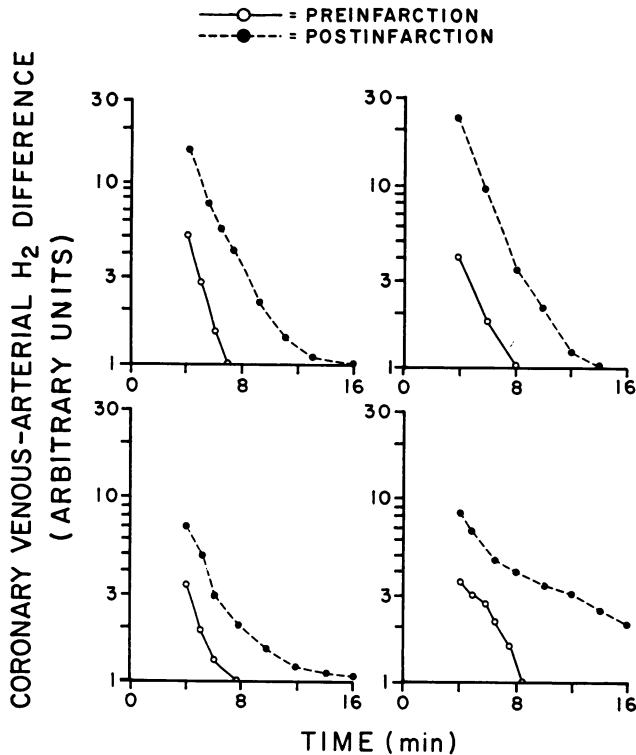 = PREINFARCTION
= POSTINFARCTION
CORONARY VENOUS-ARTERIAL H2 DIFFERENCE
(ARBITRARY UNITS)
30
10
3
1
0 8 16
30
10
3
1
0 8 16
30
10
3
1
0 8 16
30
10
3
1
0 8 16
TIME (min)